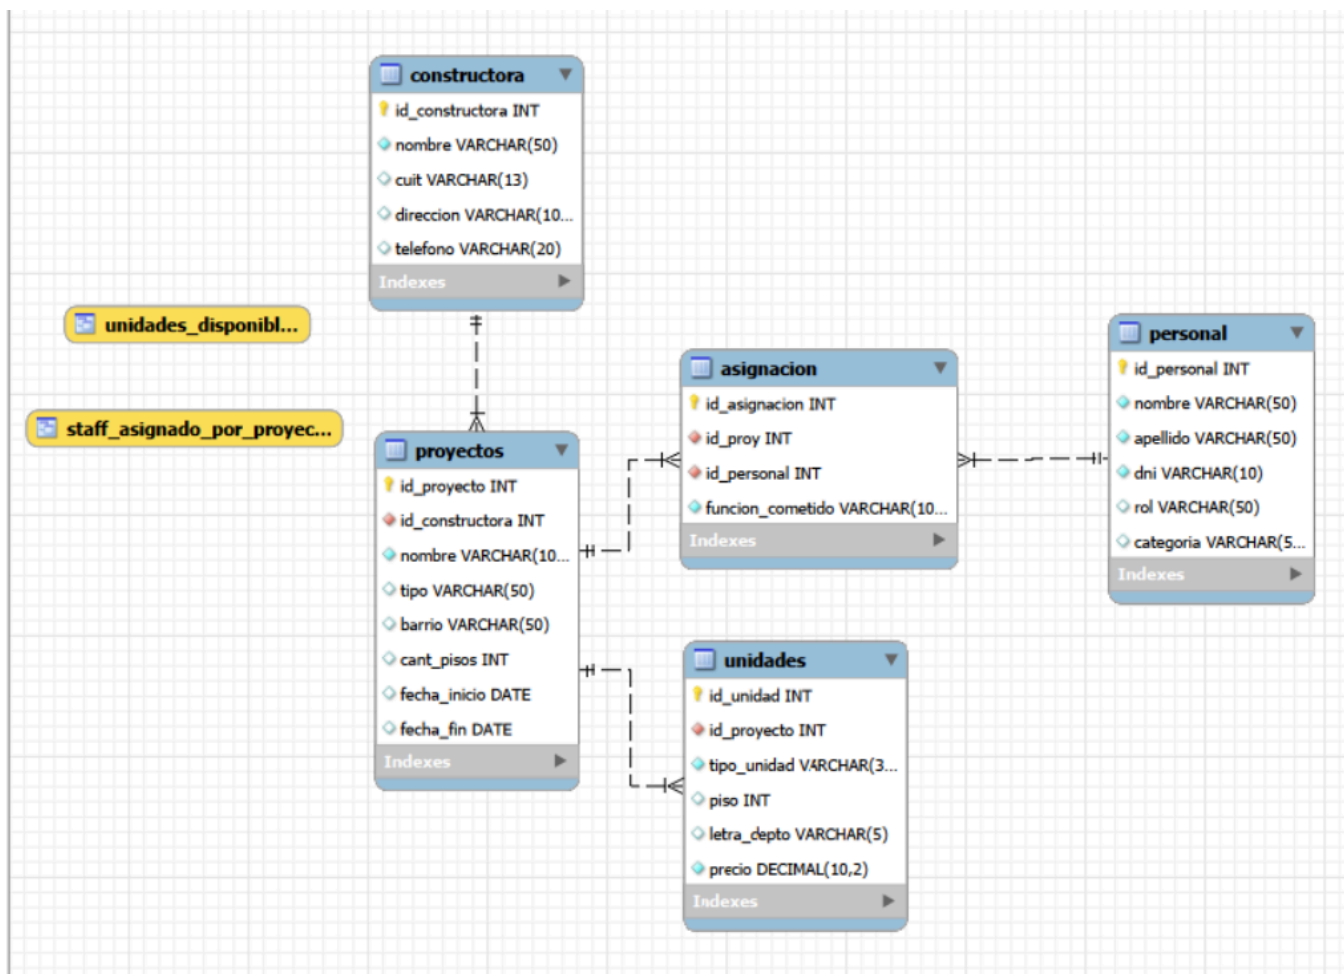 constructora
id_constructora INT
nombre VARCHAR(50)
cuit VARCHAR(13)
direccion VARCHAR(10...
telefono VARCHAR(20)
Indexes
unidades_disponibl...
staff_asignado_por_proyec...
proyectos
id_proyecto INT
id_constructora INT
nombre VARCHAR(10...
tipo VARCHAR(50)
barrio VARCHAR(50)
cant_pisos INT
fecha_inicio DATE
fecha_fin DATE
Indexes
asignacion
id_asignacion INT
id_proy INT
id_personal INT
funcion_cometido VARCHAR(10...
Indexes
personal
id_personal INT
nombre VARCHAR(50)
apellido VARCHAR(50)
dni VARCHAR(10)
rol VARCHAR(50)
categoria VARCHAR(5...
Indexes
unidades
id_unidad INT
id_proyecto INT
tipo_unidad VARCHAR(3...
piso INT
letra_depto VARCHAR(5)
precio DECIMAL(10,2)
Indexes